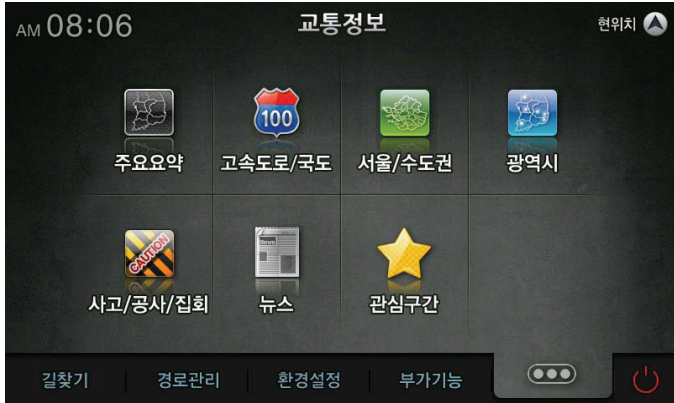 AM 08:06 교통정보 현위치
주요요약 고속도로/국도 서울/수도권 광역시
100
CAUTION
사고/공사/집회 뉴스 관심구간
길찾기 경로관리 환경설정 부가기능